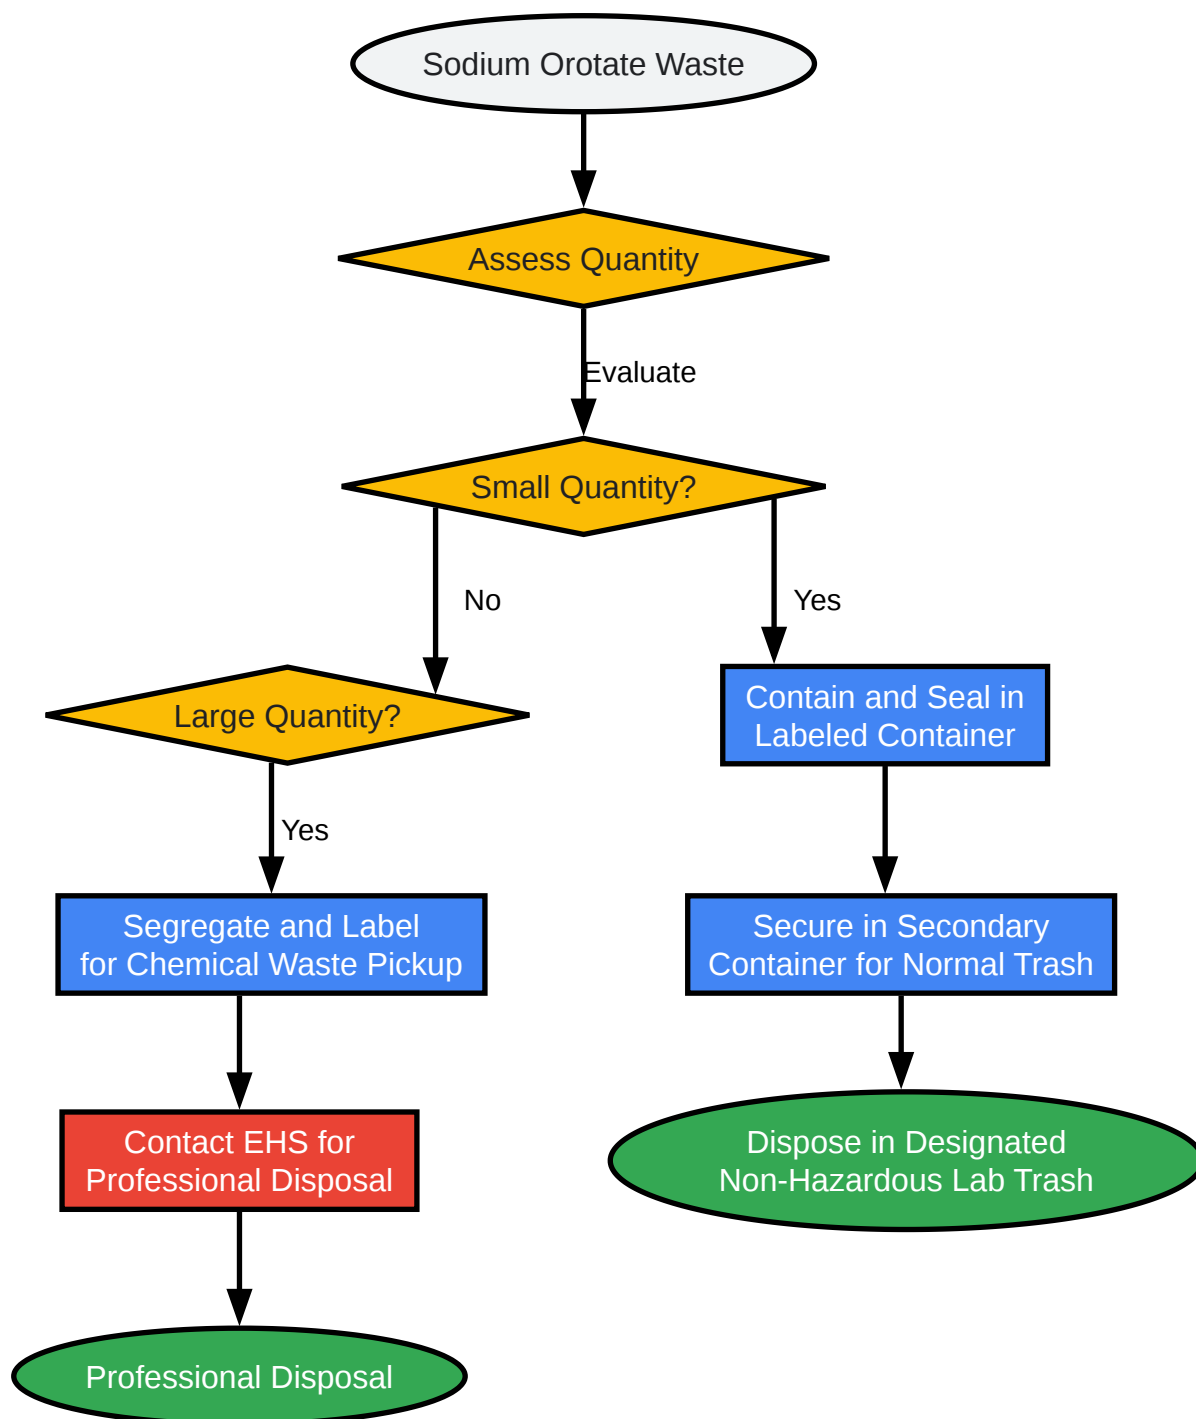 Sodium Orotate Waste
Assess Quantity
Evaluate
Small Quantity?
No
Yes
Large Quantity?
Contain and Seal in
Labeled Container
Yes
Segregate and Label
for Chemical Waste Pickup
Secure in Secondary
Container for Normal Trash
Contact EHS for
Professional Disposal
Dispose in Designated
Non-Hazardous Lab Trash
Professional Disposal